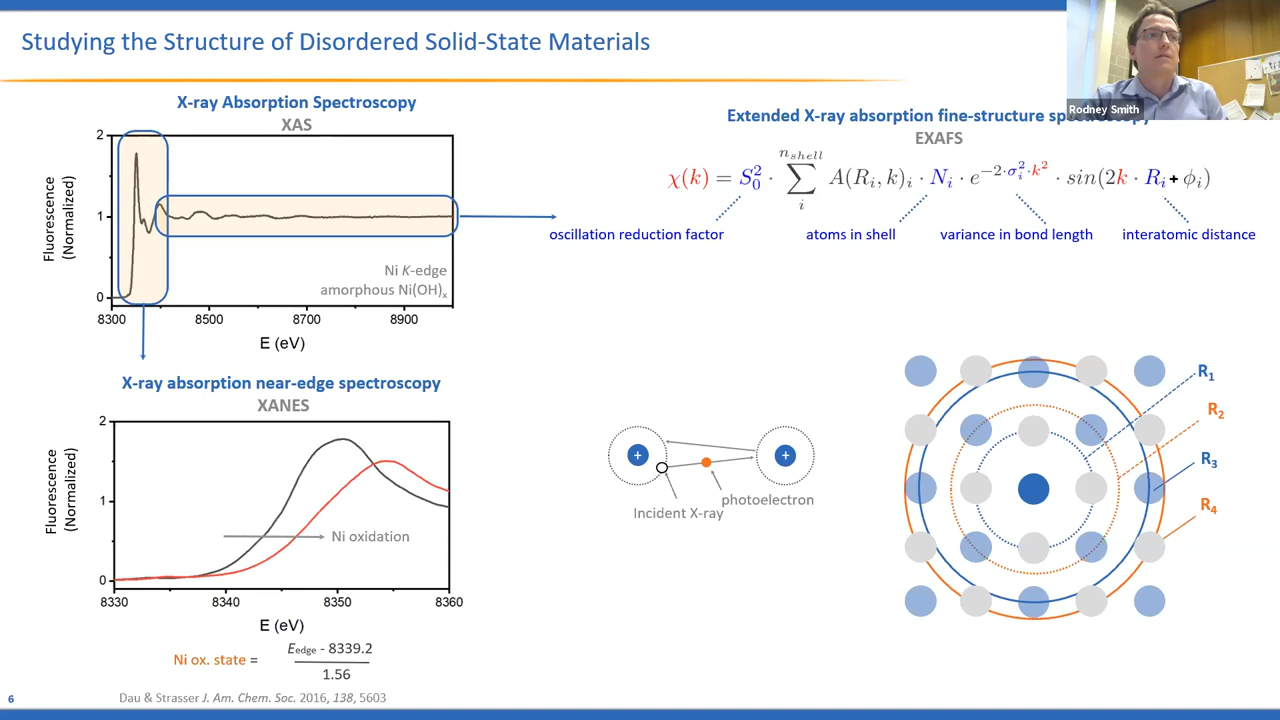 Studying the Structure of Disordered Solid-State Materials
Rodney Smith
X-ray Absorption Spectroscopy
XAS
2
1
0
Fluorescence
(Normalized)
Ni K-edge
amorphous Ni(OH)ₓ
8300 8500 8700 8900
E (eV)
Extended X-ray absorption fine-structure spectroscopy
EXAFS
χ(k) = S₀² · ∑ᵢⁿˢʰᵉˡˡ A(Rᵢ, k)ᵢ · Nᵢ · e^(−2·σᵢ²·k²) · sin(2k · Rᵢ + ϕᵢ)
oscillation reduction factor atoms in shell variance in bond length interatomic distance
X-ray absorption near-edge spectroscopy
XANES
2
1
0
Fluorescence
(Normalized)
Ni oxidation
8330 8340 8350 8360
E (eV)
Ni ox. state = 
E edge - 8339.2
1.56
+ +
photoelectron
Incident X-ray
R₁
R₂
R₃
R₄
6
Dau & Strasser J. Am. Chem. Soc. 2016, 138, 5603